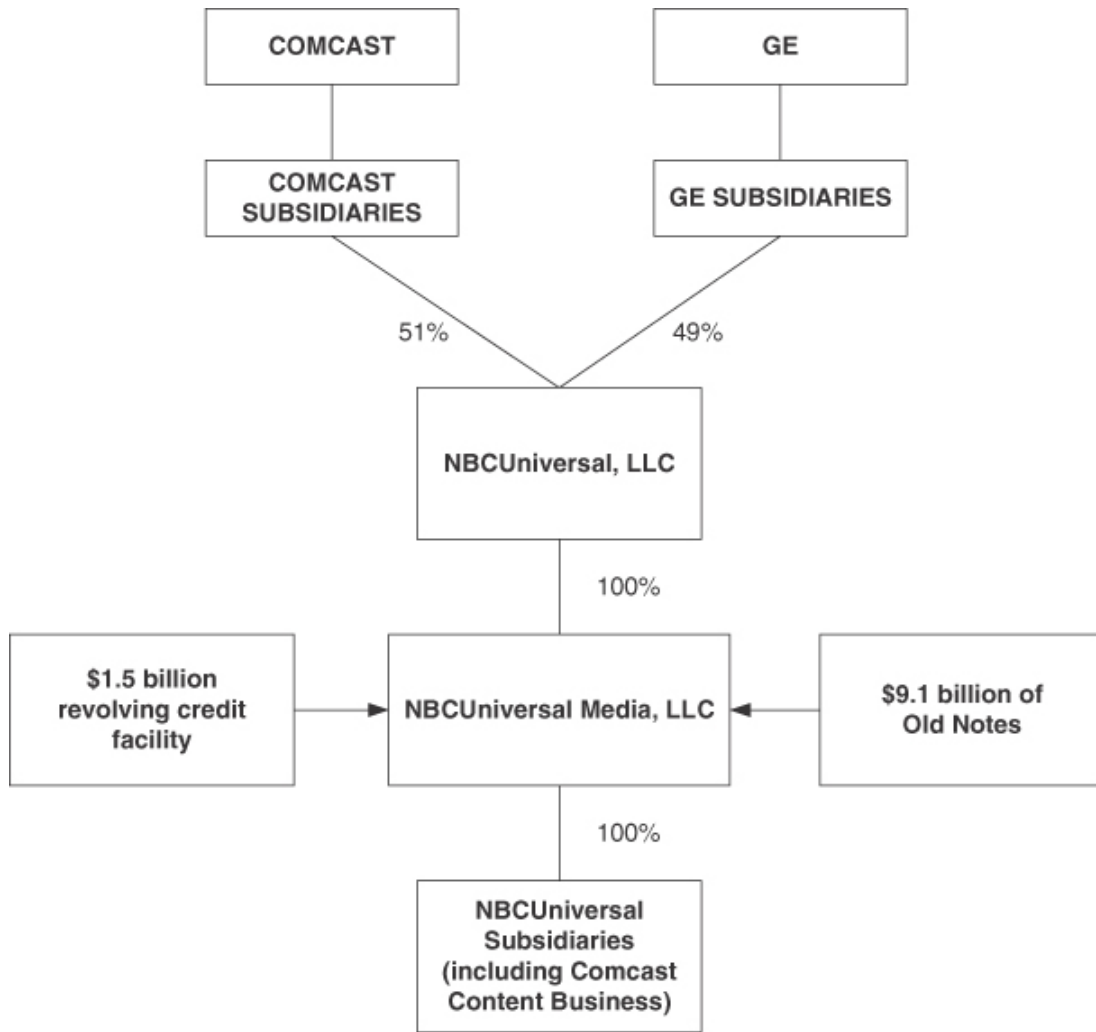 COMCAST
GE
COMCAST
SUBSIDIARIES
GE SUBSIDIARIES
51%
49%
NBCUniversal, LLC
100%
$1.5 billion
revolving credit
facility
NBCUniversal Media, LLC
$9.1 billion of
Old Notes
100%
NBCUniversal
Subsidiaries
(including Comcast
Content Business)